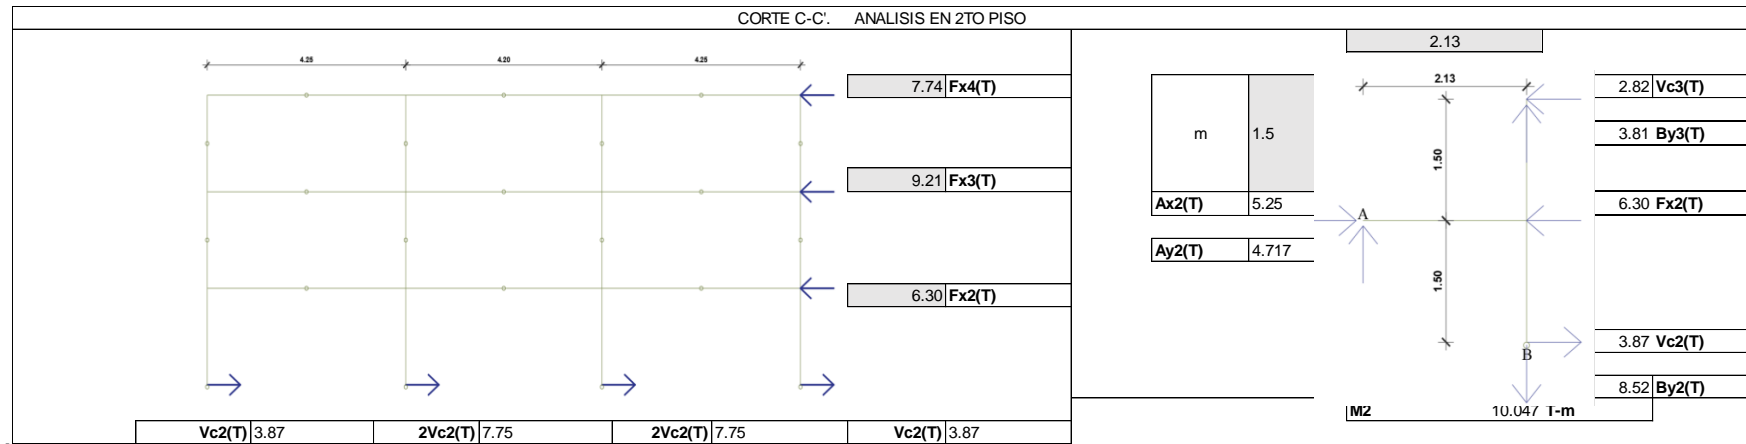 CORTE C-C'. ANALISIS EN 2TO PISO
4.25 4.20 4.25
7.74 Fx4(T)
9.21 Fx3(T)
6.30 Fx2(T)
Vc2(T) 3.87 2Vc2(T) 7.75 2Vc2(T) 7.75 Vc2(T) 3.87
2.13
2.13
2.82 Vc3(T)
m 1.5
1.50
3.81 By3(T)
Ax2(T) 5.25
A
6.30 Fx2(T)
Ay2(T) 4.717
1.50
3.87 Vc2(T)
B
8.52 By2(T)
M2 10.047 T-m